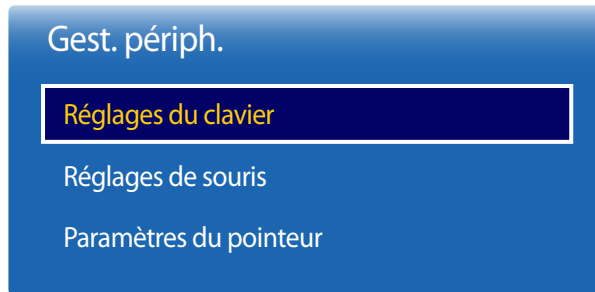 Gest. périph.
Réglages du clavier
Réglages de souris
Paramètres du pointeur